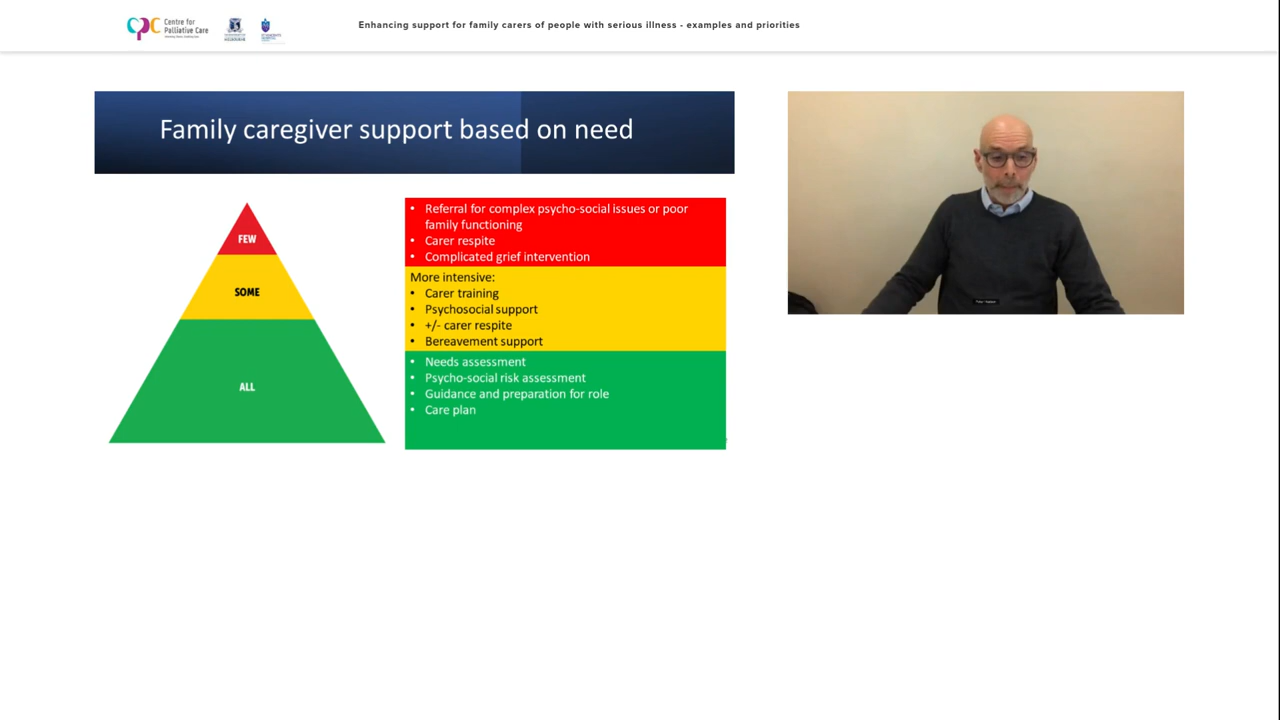 Centre for
Palliative Care
Enhancing support for family carers of people with serious illness - examples and priorities
Family caregiver support based on need
FEW
SOME
ALL
• Referral for complex psycho-social issues or poor
family functioning
• Carer respite
• Complicated grief intervention
More intensive:
• Carer training
• Psychosocial support
• +/- carer respite
• Bereavement support
• Needs assessment
• Psycho-social risk assessment
• Guidance and preparation for role
• Care plan